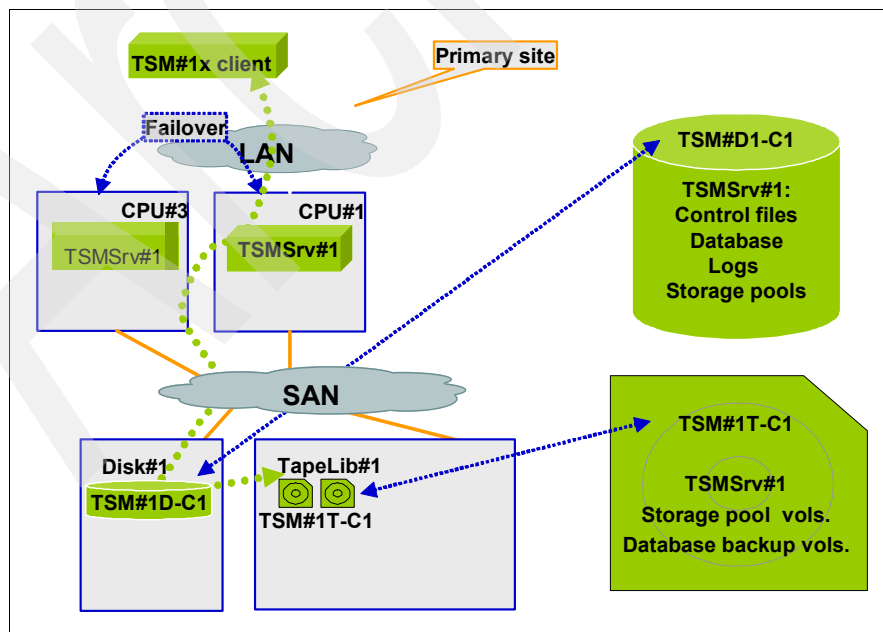 TSM#1x client
Primary site
Failover
LAN
CPU#3
CPU#1
TSMSrv#1
TSMSrv#1
SAN
Disk#1
TSM#1D-C1
TapeLib#1
TSM#1T-C1
TSM#D1-C1
TSMSrv#1:
Control files
Database
Logs
Storage pools
TSM#1T-C1
TSMSrv#1
Storage pool vols.
Database backup vols.